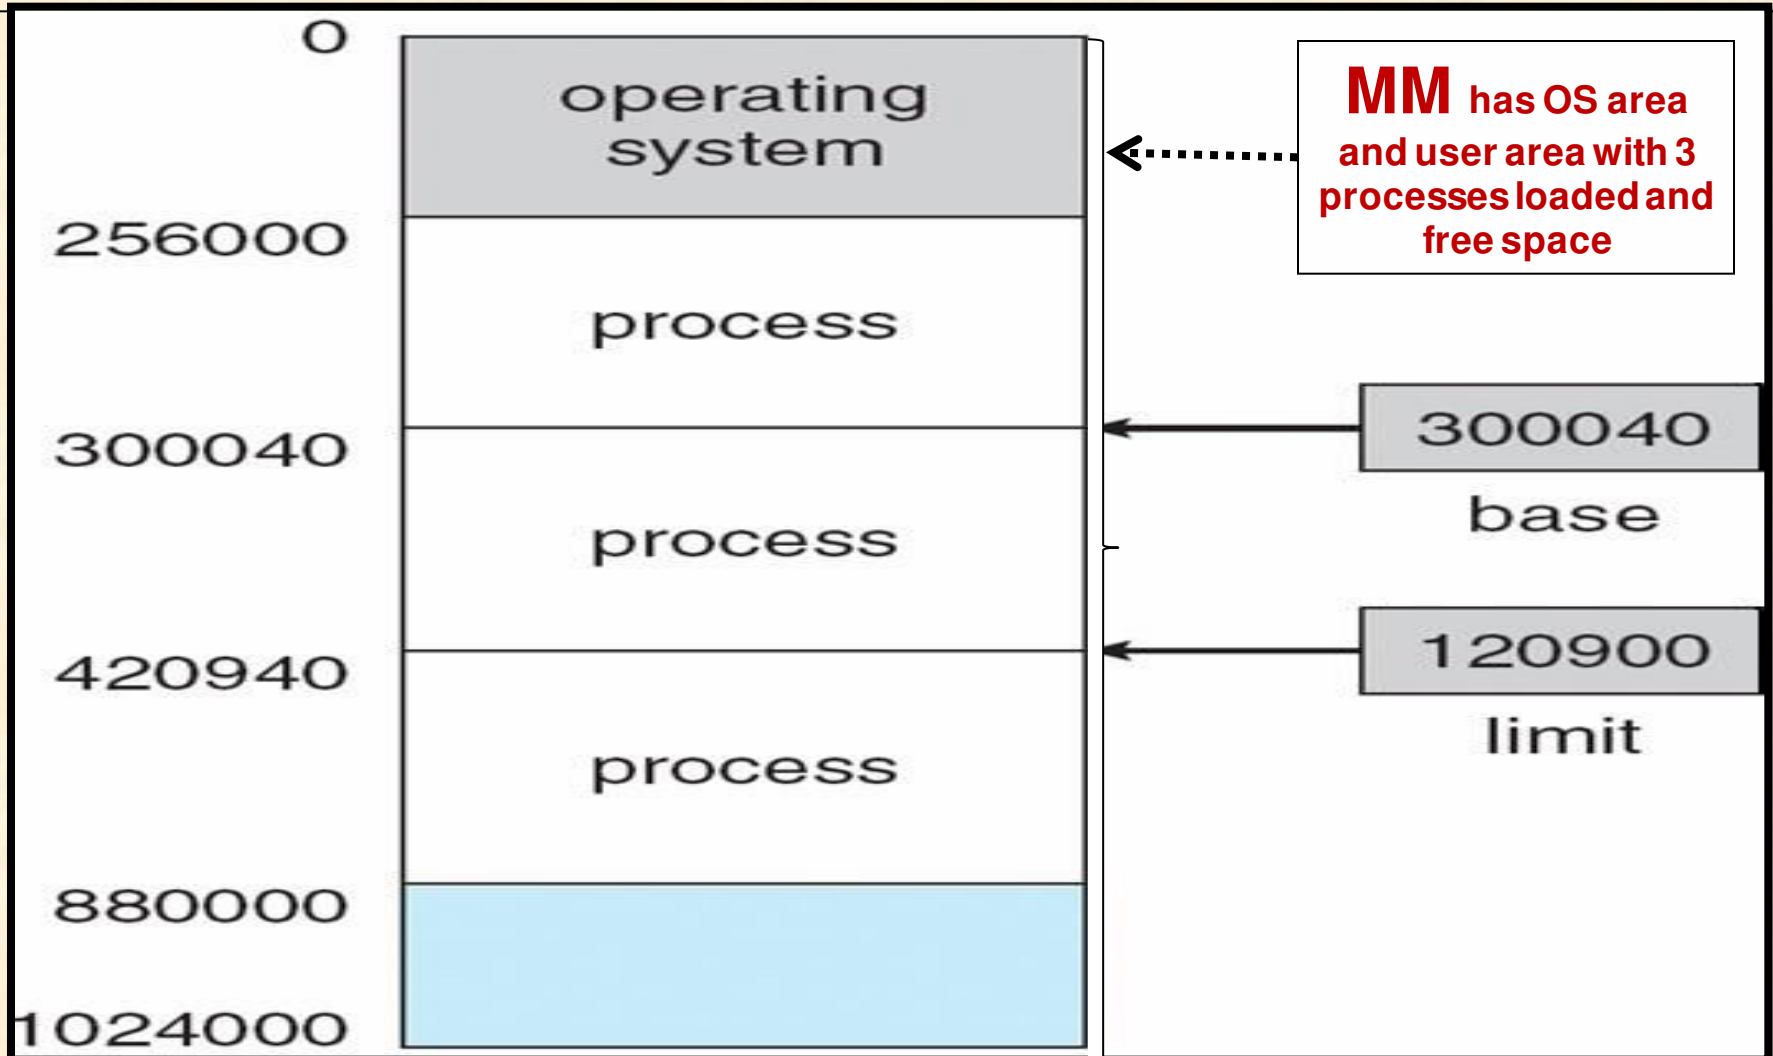 0
operating
system
256000
process
300040
process
420940
process
880000
1024000
MM has OS area
and user area with 3
processes loaded and
free space
300040
base
120900
limit